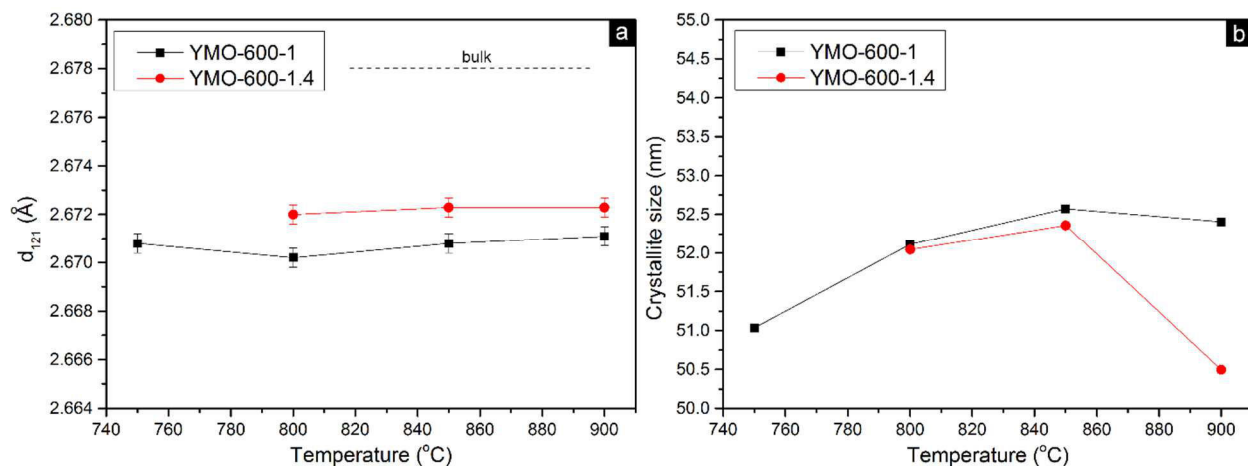 a
YMO-600-1
YMO-600-1.4
bulk
2.680
2.678
2.676
2.674
2.672
2.670
2.668
2.666
2.664
d121 (Å)
740 760 780 800 820 840 860 880 900
Temperature (oC)
b
YMO-600-1
YMO-600-1.4
55.0
54.5
54.0
53.5
53.0
52.5
52.0
51.5
51.0
50.5
50.0
Crystallite size (nm)
740 760 780 800 820 840 860 880 900
Temperature (oC)